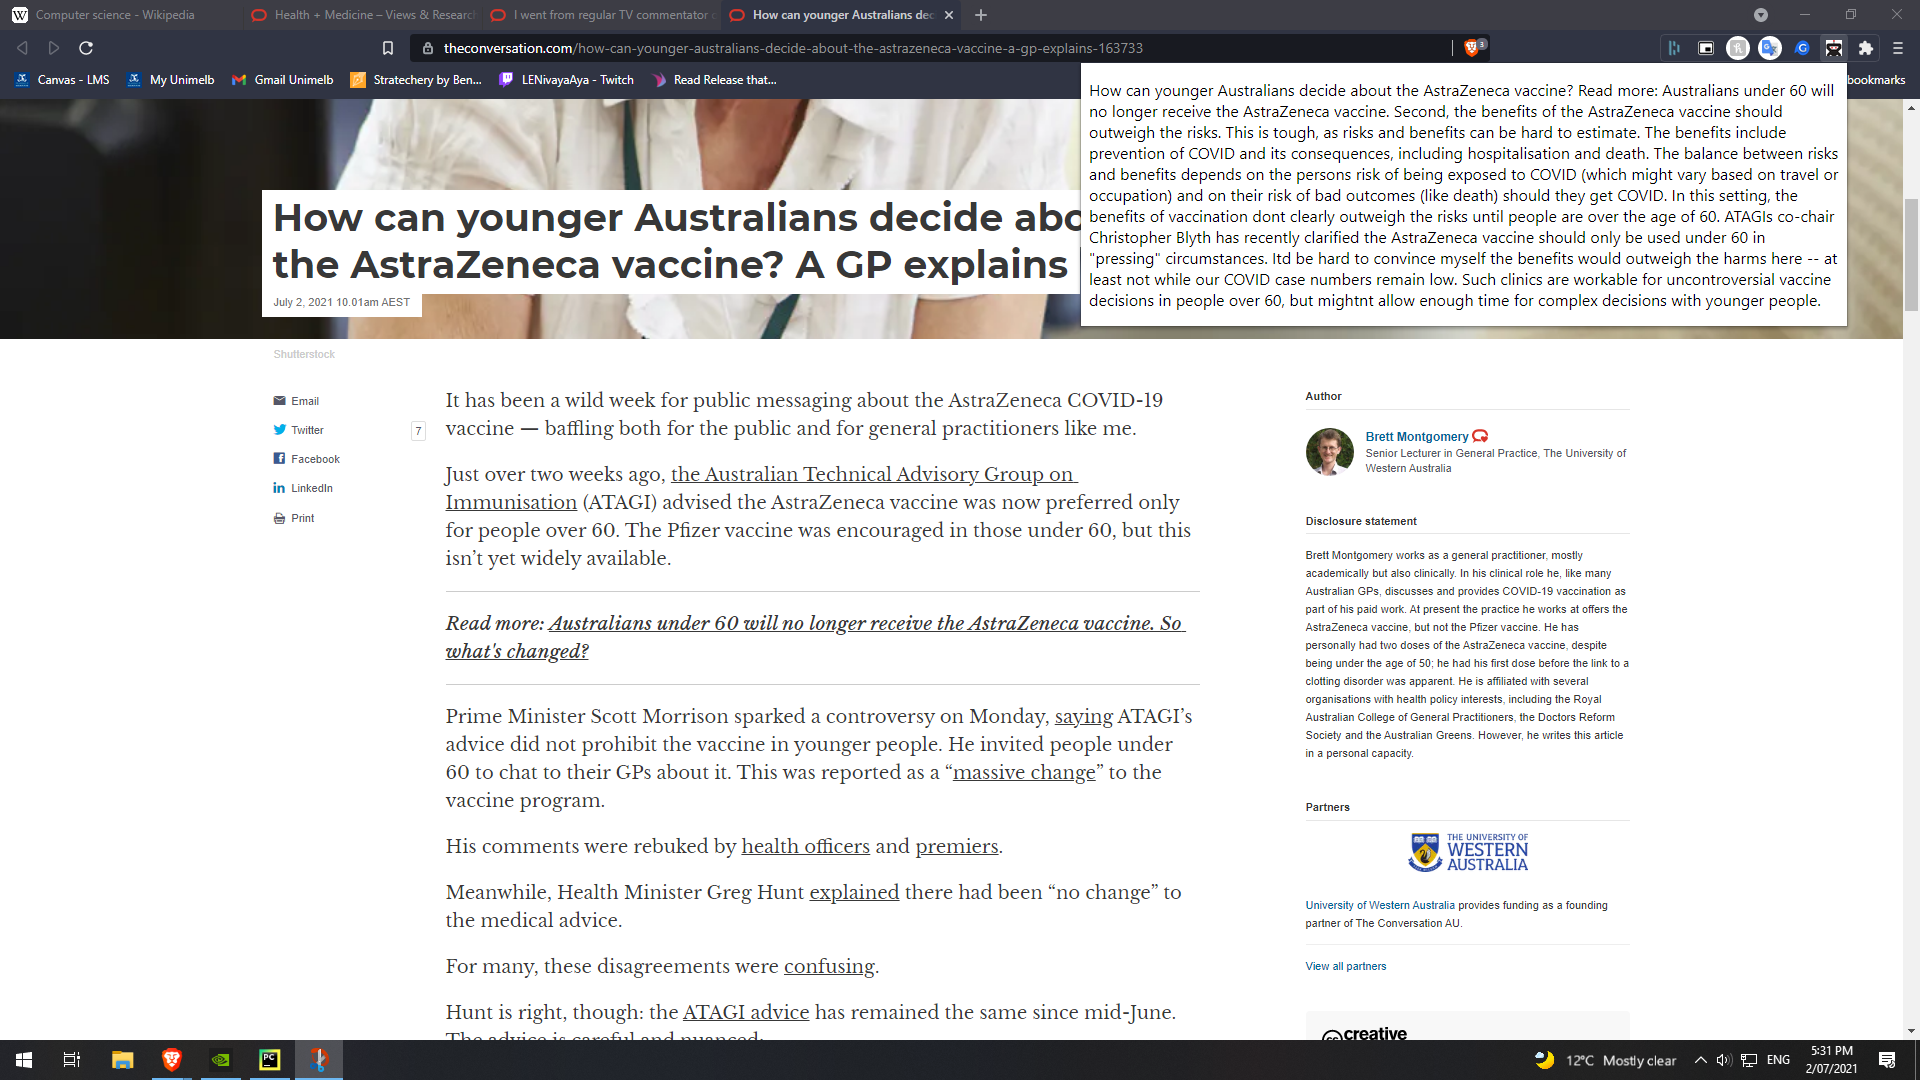 Computer science - Wikipedia
Health + Medicine – Views & Researc
I went from regular TV commentator c
How can younger Australians dec
theconversation.com/how-can-younger-australians-decide-about-the-astrazeneca-vaccine-a-gp-explains-163733
3
Canvas - LMS
My Unimelb
Gmail Unimelb
Stratechery by Ben...
LENivayaAya - Twitch
Read Release that...
bookmarks
How can younger Australians decide about the AstraZeneca vaccine? Read more: Australians under 60 will
no longer receive the AstraZeneca vaccine. Second, the benefits of the AstraZeneca vaccine should
outweigh the risks. This is tough, as risks and benefits can be hard to estimate. The benefits include
prevention of COVID and its consequences, including hospitalisation and death. The balance between risks
and benefits depends on the persons risk of being exposed to COVID (which might vary based on travel or
occupation) and on their risk of bad outcomes (like death) should they get COVID. In this setting, the
benefits of vaccination dont clearly outweigh the risks until people are over the age of 60. ATAGIs co-chair
Christopher Blyth has recently clarified the AstraZeneca vaccine should only be used under 60 in
"pressing" circumstances. Itd be hard to convince myself the benefits would outweigh the harms here -- at
least not while our COVID case numbers remain low. Such clinics are workable for uncontroversial vaccine
decisions in people over 60, but mightnt allow enough time for complex decisions with younger people.
How can younger Australians decide abo
the AstraZeneca vaccine? A GP explains
July 2, 2021 10.01am AEST
Shutterstock
Email
Twitter
7
Facebook
LinkedIn
Print
It has been a wild week for public messaging about the AstraZeneca COVID-19
vaccine — baffling both for the public and for general practitioners like me.
Just over two weeks ago, the Australian Technical Advisory Group on
Immunisation (ATAGI) advised the AstraZeneca vaccine was now preferred only
for people over 60. The Pfizer vaccine was encouraged in those under 60, but this
isn’t yet widely available.
Read more: Australians under 60 will no longer receive the AstraZeneca vaccine. So
what's changed?
Prime Minister Scott Morrison sparked a controversy on Monday, saying ATAGI’s
advice did not prohibit the vaccine in younger people. He invited people under
60 to chat to their GPs about it. This was reported as a “massive change” to the
vaccine program.
His comments were rebuked by health officers and premiers.
Meanwhile, Health Minister Greg Hunt explained there had been “no change” to
the medical advice.
For many, these disagreements were confusing.
Hunt is right, though: the ATAGI advice has remained the same since mid-June.
The advice is careful and nuanced:
Author
Brett Montgomery
Senior Lecturer in General Practice, The University of
Western Australia
Disclosure statement
Brett Montgomery works as a general practitioner, mostly
academically but also clinically. In his clinical role he, like many
Australian GPs, discusses and provides COVID-19 vaccination as
part of his paid work. At present the practice he works at offers the
AstraZeneca vaccine, but not the Pfizer vaccine. He has
personally had two doses of the AstraZeneca vaccine, despite
being under the age of 50; he had his first dose before the link to a
clotting disorder was apparent. He is affiliated with several
organisations with health policy interests, including the Royal
Australian College of General Practitioners, the Doctors Reform
Society and the Australian Greens. However, he writes this article
in a personal capacity.
Partners
THE UNIVERSITY OF
WESTERN
AUSTRALIA
University of Western Australia provides funding as a founding
partner of The Conversation AU.
View all partners
creative
PC
12°C Mostly clear
ENG
5:31 PM
2/07/2021